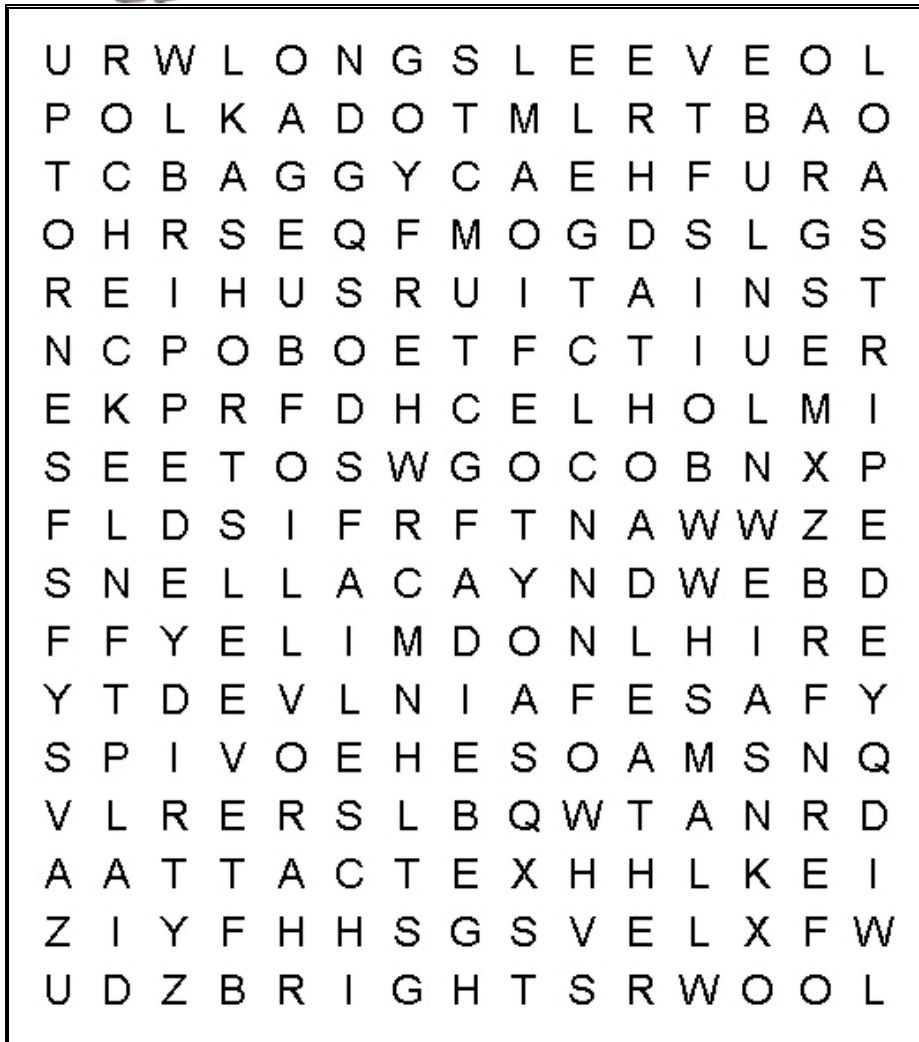 U R W L O N G S L E E V E O L
P O L K A D O T M L R T B A O
T C B A G G Y C A E H F U R A
O H R S E Q F M O G D S L G S
R E I H U S R U I T A I N S T
N C P O B O E T F C T I U E R
E K P R F D H C E L H O L M I
S E E T O S W G O C O B N X P
F L D S I F R F T N A W W Z E
S N E L L A C A Y N D W E B D
F F Y E L I M D O N L H I R E
Y T D E V L N I A F E S A F Y
S P I V O E H E S O A M S N Q
V L R E R S L B Q W T A N R D
A A T T A C T E X H H L K E I
Z I Y F H H S G S V E L X F W
U D Z B R I G H T S R W O O L